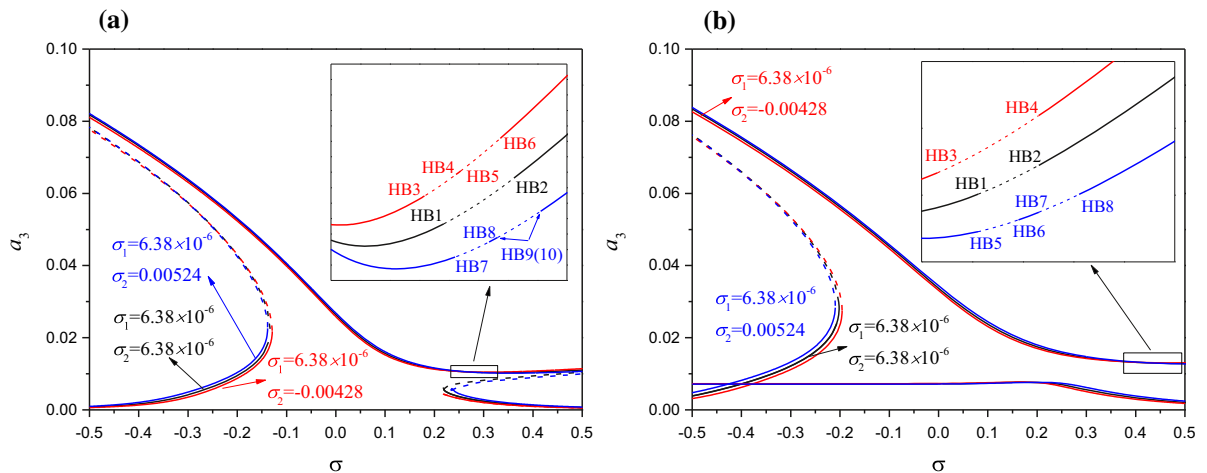 (a)
0.10
0.08
0.06
0.04
0.02
0.00
a₃
-0.5 -0.4 -0.3 -0.2 -0.1 0.0 0.1 0.2 0.3 0.4 0.5
σ
HB4
HB6
HB3
HB5
HB2
HB1
HB8
HB7
HB9(10)
σ₁=6.38×10⁻⁶
σ₂=0.00524
σ₁=6.38×10⁻⁶
σ₂=6.38×10⁻⁶
σ₁=6.38×10⁻⁶
σ₂=-0.00428
(b)
0.10
0.08
0.06
0.04
0.02
0.00
a₃
-0.5 -0.4 -0.3 -0.2 -0.1 0.0 0.1 0.2 0.3 0.4 0.5
σ
σ₁=6.38×10⁻⁶
σ₂=-0.00428
HB4
HB3
HB2
HB1
HB7
HB8
HB5
HB6
σ₁=6.38×10⁻⁶
σ₂=0.00524
σ₁=6.38×10⁻⁶
σ₂=6.38×10⁻⁶